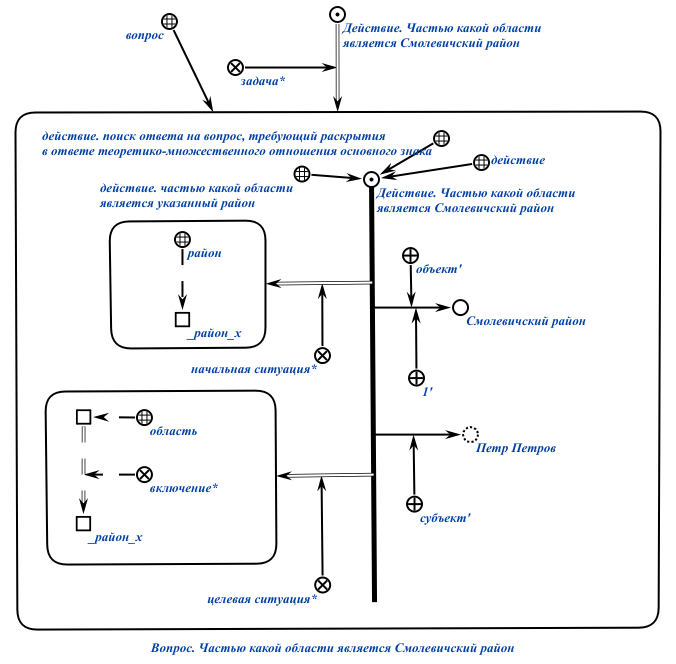 вопрос
Действие. Частью какой области
является Смолевичский район
задача*
действие. поиск ответа на вопрос, требующий раскрытия
в ответе теоретико-множественного отношения основного знака
действие
действие. частью какой области
является указанный район
Действие. Частью какой области
является Смолевичский район
район
_район_x
объект'
Смолевичский район
начальная ситуация*
1'
область
включение*
_район_x
Петр Петров
субъект'
целевая ситуация*
Вопрос. Частью какой области является Смолевичский район